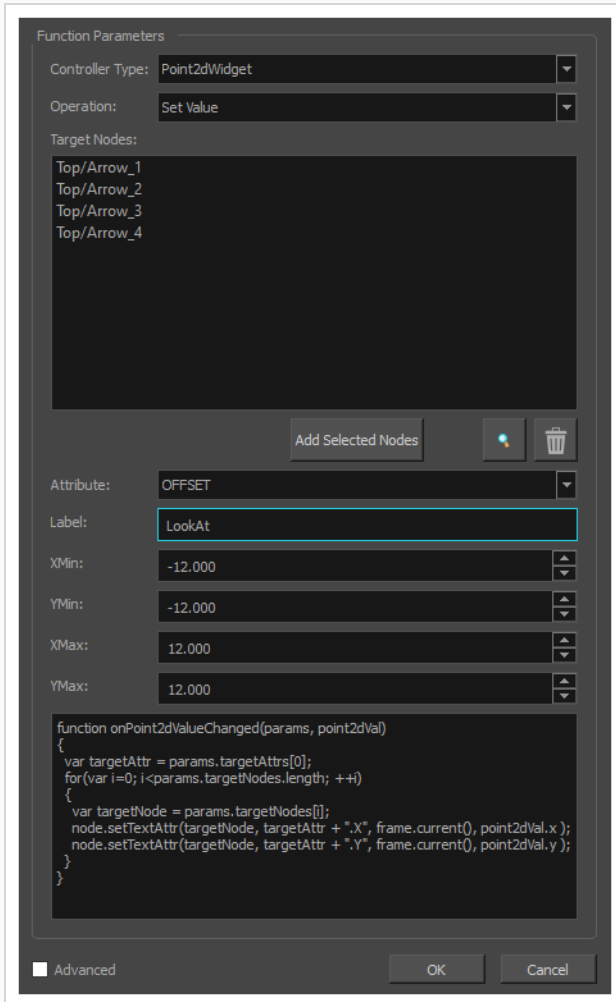 Function Parameters
Controller Type: Point2dWidget
Operation: Set Value
Target Nodes:
Top/Arrow_1
Top/Arrow_2
Top/Arrow_3
Top/Arrow_4
Add Selected Nodes
Attribute: OFFSET
Label: LookAt
XMin: -12.000
YMin: -12.000
XMax: 12.000
YMax: 12.000
function onPoint2dValueChanged(params, point2dVal)
{
var targetAttr = params.targetAttrs[0];
for(var i=0; i<params.targetNodes.length; ++i)
{
var targetNode = params.targetNodes[i];
node.setTextAttr(targetNode, targetAttr + ".X", frame.current(), point2dVal.x );
node.setTextAttr(targetNode, targetAttr + ".Y", frame.current(), point2dVal.y );
}
}
Advanced OK Cancel